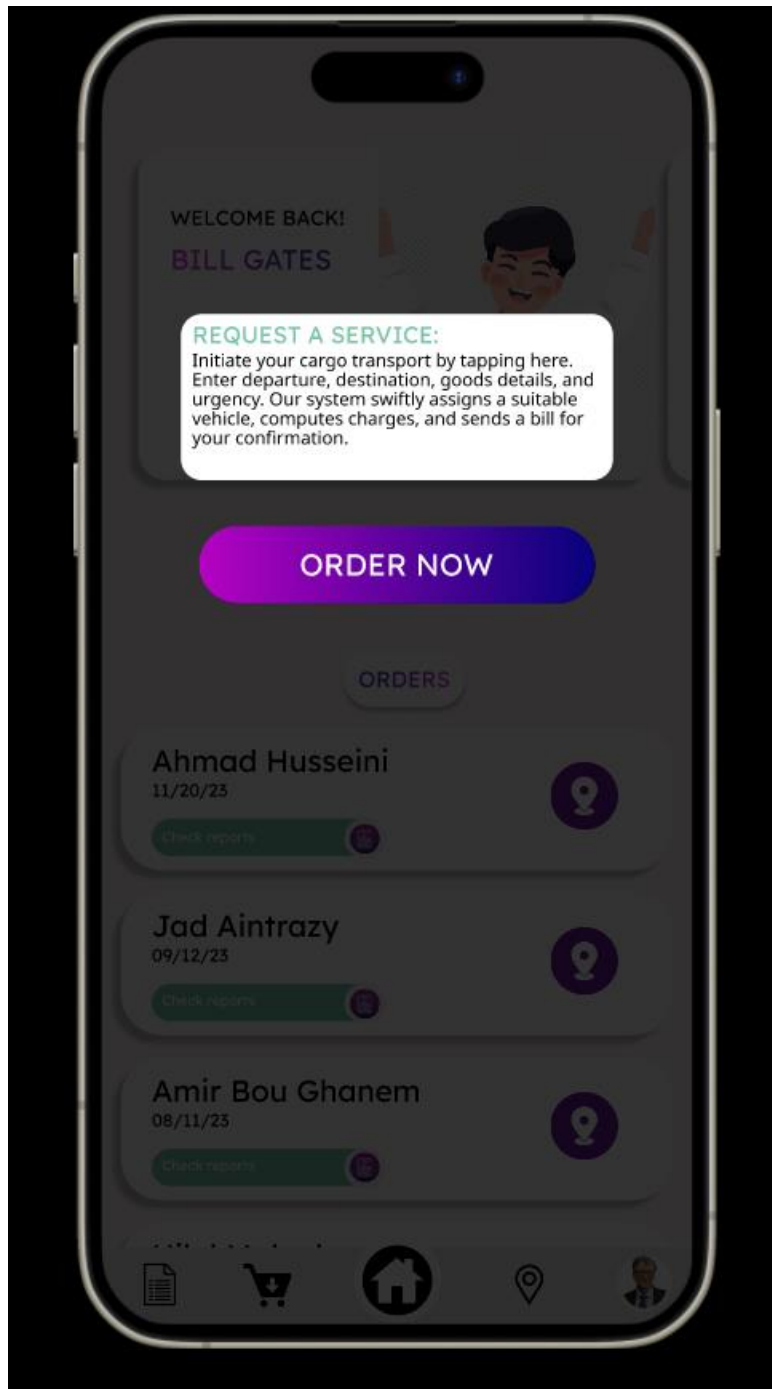 WELCOME BACK!
BILL GATES
REQUEST A SERVICE:
Initiate your cargo transport by tapping here.
Enter departure, destination, goods details, and
urgency. Our system swiftly assigns a suitable
vehicle, computes charges, and sends a bill for
your confirmation.
ORDER NOW
ORDERS
Ahmad Husseini
11/20/23
Check reports
Jad Aintrazy
09/12/23
Check reports
Amir Bou Ghanem
08/11/23
Check reports